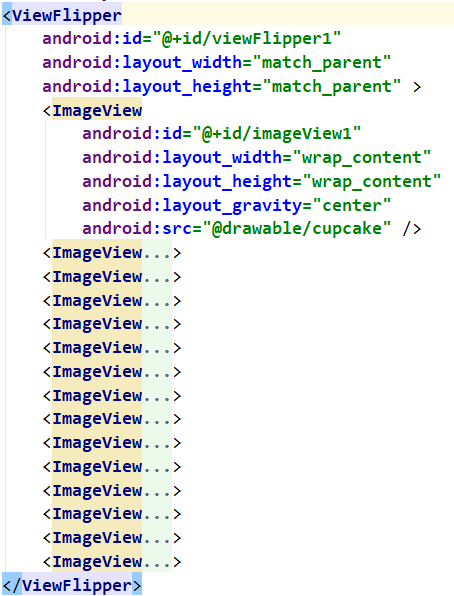 <ViewFlipper
android:id="@+id/viewFlipper1"
android:layout_width="match_parent"
android:layout_height="match_parent" >
<ImageView
android:id="@+id/imageView1"
android:layout_width="wrap_content"
android:layout_height="wrap_content"
android:layout_gravity="center"
android:src="@drawable/cupcake" />
<ImageView...>
<ImageView...>
<ImageView...>
<ImageView...>
<ImageView...>
<ImageView...>
<ImageView...>
<ImageView...>
<ImageView...>
<ImageView...>
<ImageView...>
<ImageView...>
<ImageView...>
<ImageView...>
</ViewFlipper>